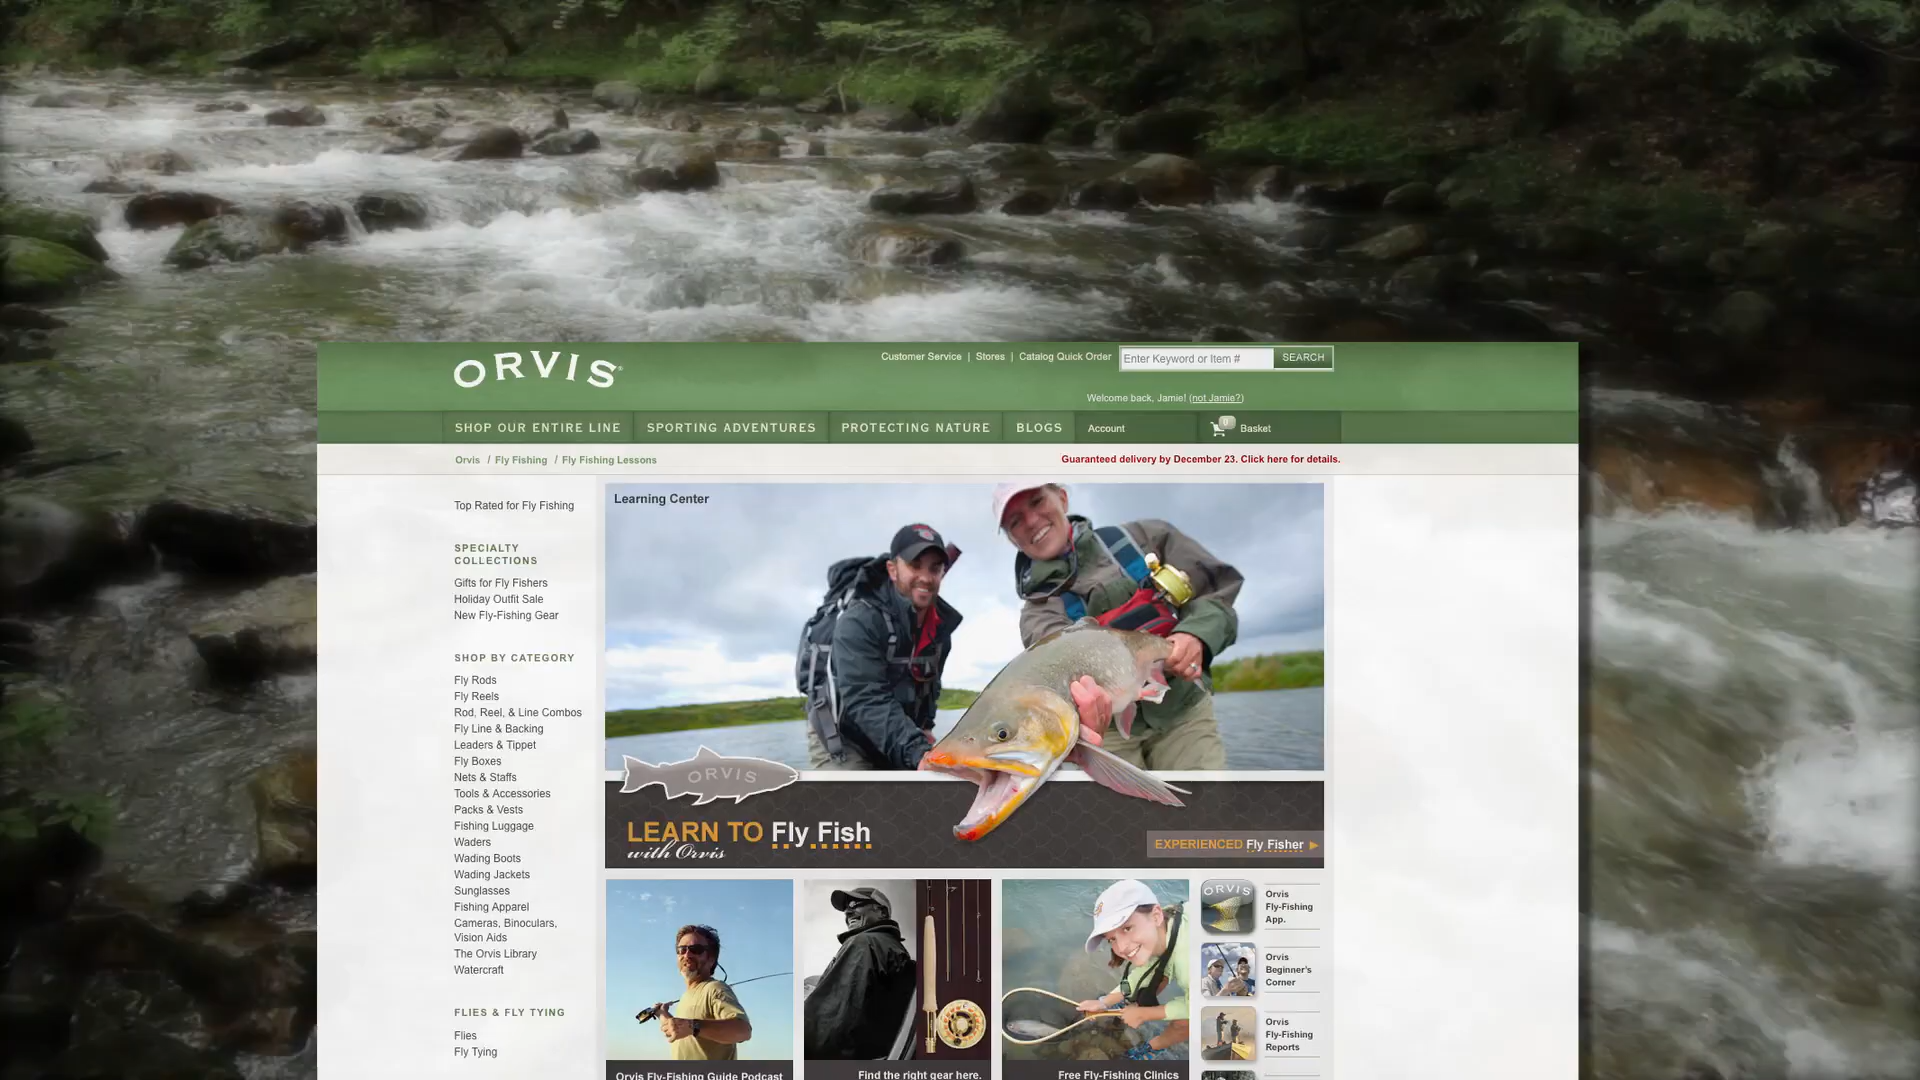 ORVIS
Customer Service | Stores | Catalog Quick Order
Enter Keyword or Item #
SEARCH
Welcome back, Jamie! (not Jamie?)
SHOP OUR ENTIRE LINE
SPORTING ADVENTURES
PROTECTING NATURE
BLOGS
Account
0
Basket
Orvis / Fly Fishing / Fly Fishing Lessons
Guaranteed delivery by December 23. Click here for details.
Top Rated for Fly Fishing
SPECIALTY
COLLECTIONS
Gifts for Fly Fishers
Holiday Outfit Sale
New Fly-Fishing Gear
SHOP BY CATEGORY
Fly Rods
Fly Reels
Rod, Reel, & Line Combos
Fly Line & Backing
Leaders & Tippet
Fly Boxes
Nets & Staffs
Tools & Accessories
Packs & Vests
Fishing Luggage
Waders
Wading Boots
Wading Jackets
Sunglasses
Fishing Apparel
Cameras, Binoculars,
Vision Aids
The Orvis Library
Watercraft
FLIES & FLY TYING
Flies
Fly Tying
Learning Center
ORVIS
LEARN TO Fly Fish
with Orvis
EXPERIENCED Fly Fisher
Orvis Fly-Fishing Guide Podcast
Find the right gear here.
Free Fly-Fishing Clinics
ORVIS
Orvis
Fly-Fishing
App.
Orvis
Beginner's
Corner
Orvis
Fly-Fishing
Reports